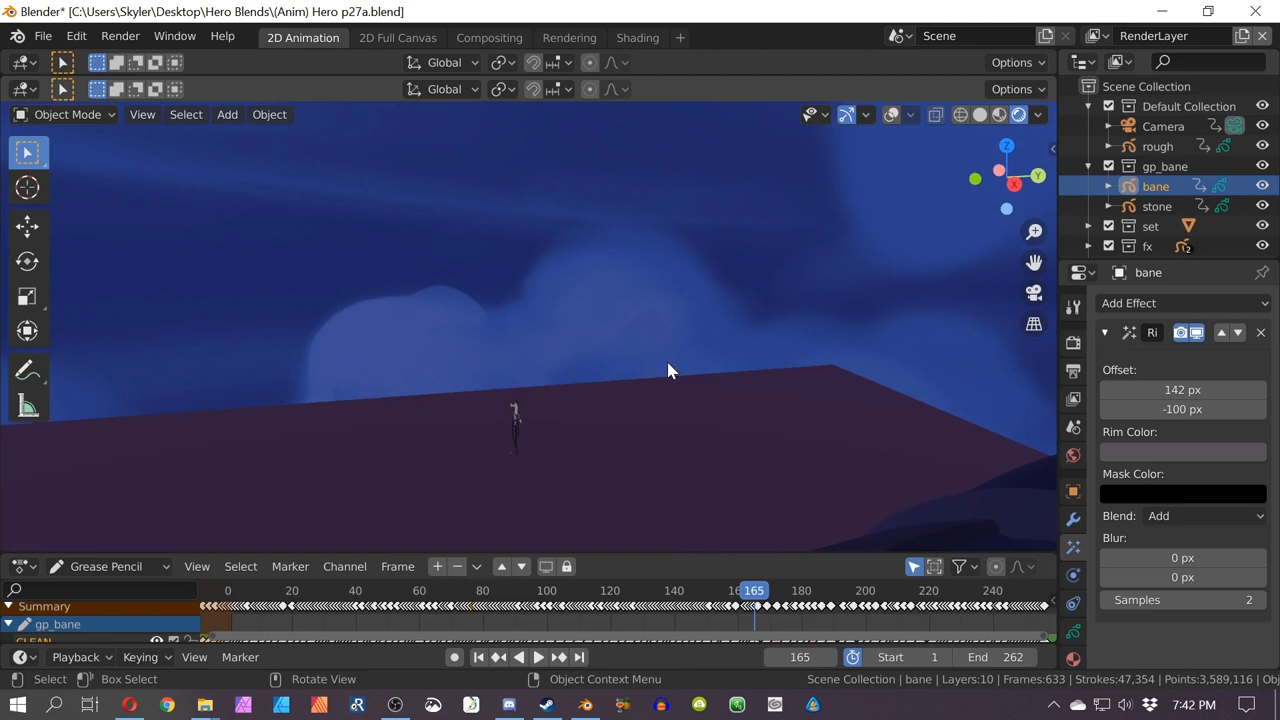 Blender* [C:\Users\Skyler\Desktop\Hero Blends\(Anim) Hero p27a.blend]
File Edit Render Window Help 2D Animation 2D Full Canvas Compositing Rendering Shading + Scene RenderLayer
Global Options
Global Options
Object Mode View Select Add Object
Scene Collection
Default Collection
Camera
rough
gp_bane
bane
stone
set
fx 2
Z
Y
X
bane
Add Effect
Ri
Offset:
142 px
-100 px
Rim Color:
Mask Color:
Blend: Add
Blur:
0 px
0 px
Samples 2
Grease Pencil View Select Marker Channel Frame
0 20 40 60 80 100 120 140 165 180 200 220 240
Summary
gp_bane
CLEAN
Playback Keying View Marker 165 Start 1 End 262
Select Box Select Rotate View Object Context Menu Scene Collection | bane | Layers:10 | Frames:633 | Strokes:47,354 | Points:3,589,116 | Obj
7:42 PM